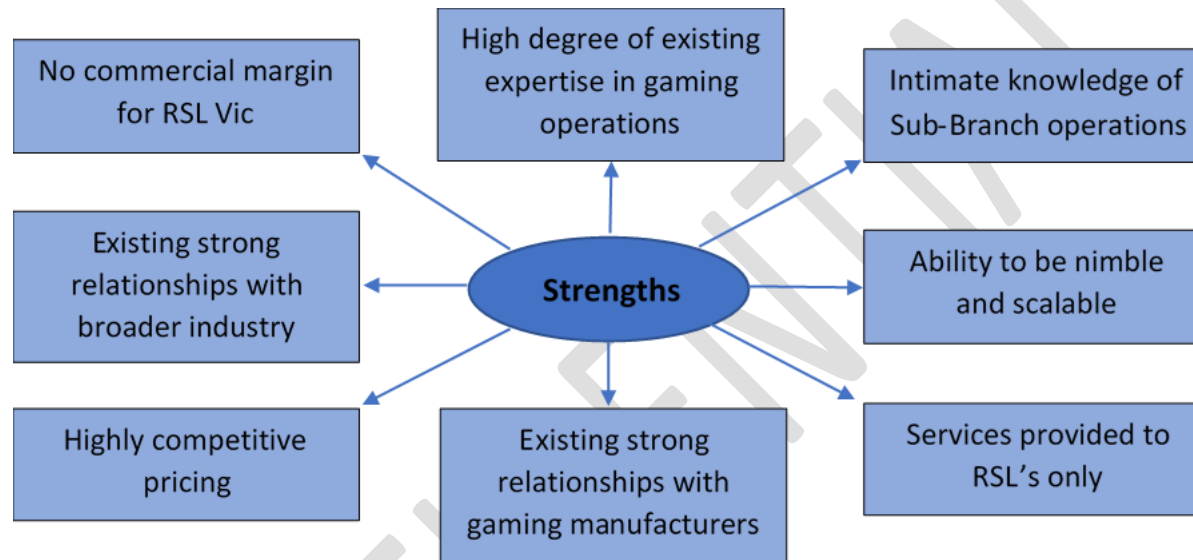 No commercial margin
for RSL Vic
High degree of existing
expertise in gaming
operations
Intimate knowledge of
Sub-Branch operations
Existing strong
relationships with
broader industry
Strengths
Ability to be nimble
and scalable
Highly competitive
pricing
Existing strong
relationships with
gaming manufacturers
Services provided to
RSL's only